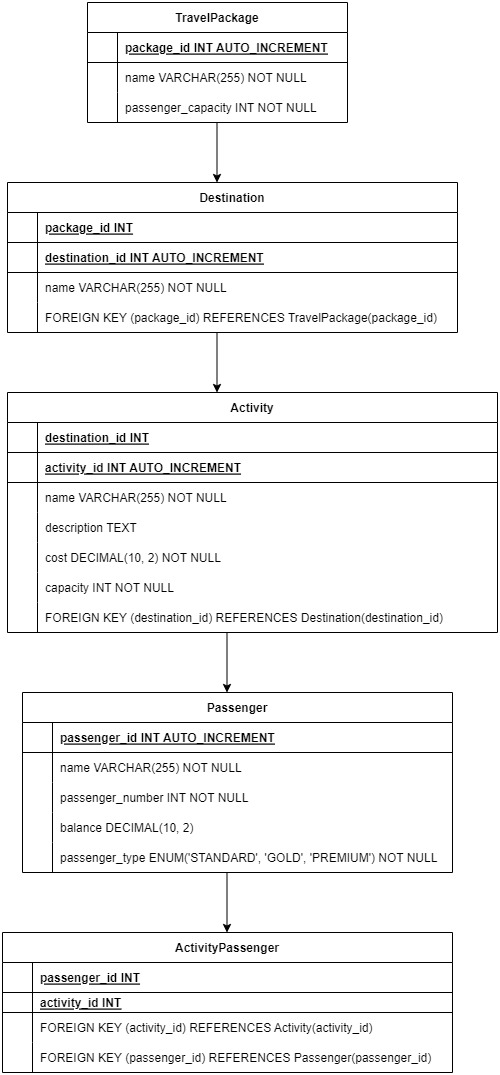 TravelPackage
package_id INT AUTO_INCREMENT
name VARCHAR(255) NOT NULL
passenger_capacity INT NOT NULL
Destination
package_id INT
destination_id INT AUTO_INCREMENT
name VARCHAR(255) NOT NULL
FOREIGN KEY (package_id) REFERENCES TravelPackage(package_id)
Activity
destination_id INT
activity_id INT AUTO_INCREMENT
name VARCHAR(255) NOT NULL
description TEXT
cost DECIMAL(10, 2) NOT NULL
capacity INT NOT NULL
FOREIGN KEY (destination_id) REFERENCES Destination(destination_id)
Passenger
passenger_id INT AUTO_INCREMENT
name VARCHAR(255) NOT NULL
passenger_number INT NOT NULL
balance DECIMAL(10, 2)
passenger_type ENUM('STANDARD', 'GOLD', 'PREMIUM') NOT NULL
ActivityPassenger
passenger_id INT
activity_id INT
FOREIGN KEY (activity_id) REFERENCES Activity(activity_id)
FOREIGN KEY (passenger_id) REFERENCES Passenger(passenger_id)